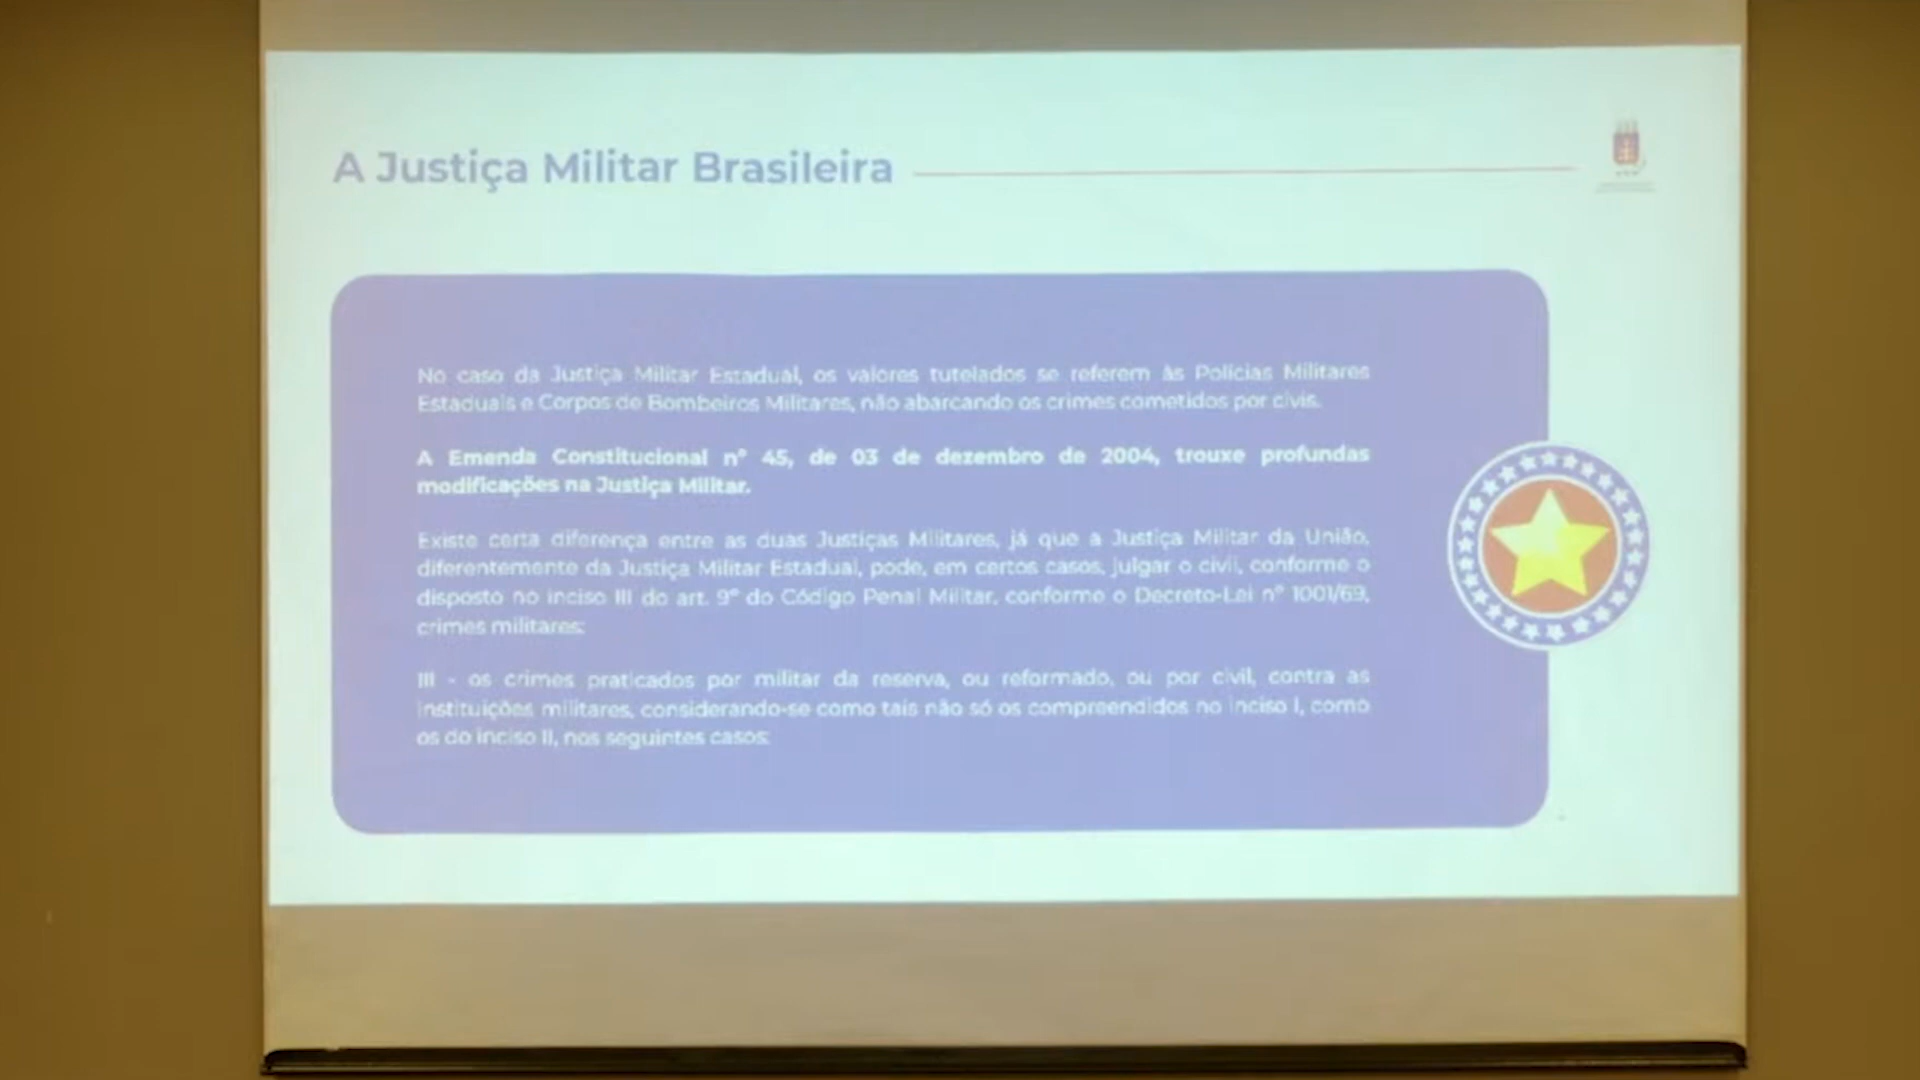 A Justiça Militar Brasileira
No caso da Justiça Militar Estadual, os valores tutelados se referem às Polícias Militares
Estaduais e Corpos de Bombeiros Militares, não abarcando os crimes cometidos por civis.
A Emenda Constitucional nº 45, de 03 de dezembro de 2004, trouxe profundas
modificações na Justiça Militar.
Existe certa diferença entre as duas Justiças Militares, já que a Justiça Militar da União,
diferentemente da Justiça Militar Estadual, pode, em certos casos, julgar o civil, conforme o
disposto no inciso III do art. 9º do Código Penal Militar, conforme o Decreto-Lei nº 1001/69,
crimes militares:
III - os crimes praticados por militar da reserva, ou reformado, ou por civil, contra as
instituições militares, considerando-se como tais não só os compreendidos no inciso I, como
os do inciso II, nos seguintes casos: